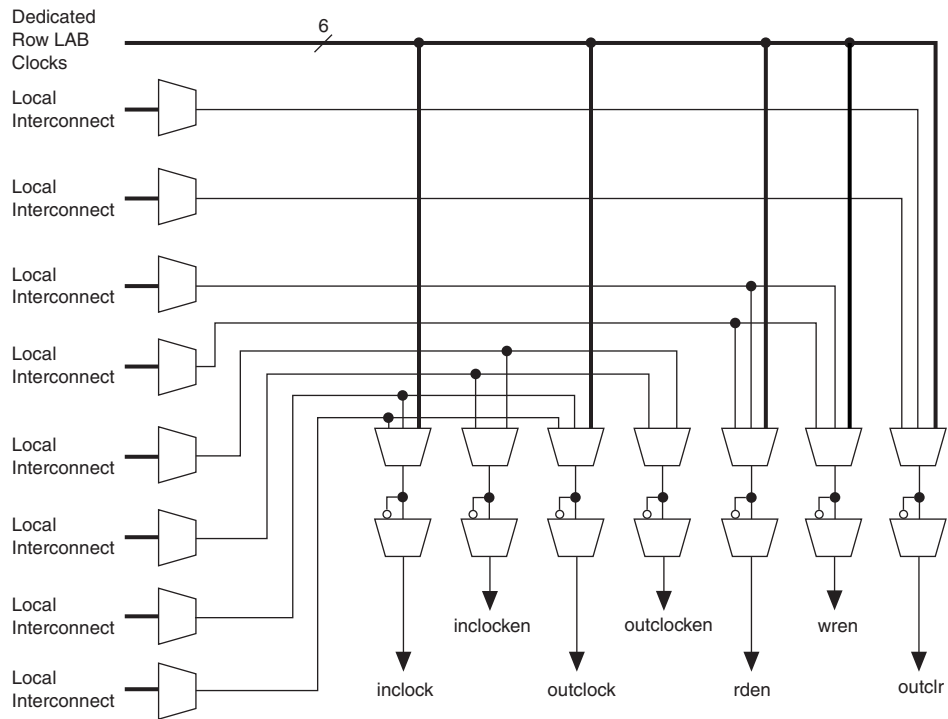 Dedicated
Row LAB
Clocks
6
Local
Interconnect
Local
Interconnect
Local
Interconnect
Local
Interconnect
Local
Interconnect
Local
Interconnect
Local
Interconnect
Local
Interconnect
inclocken
outclocken
wren
inclock
outclock
rden
outclr